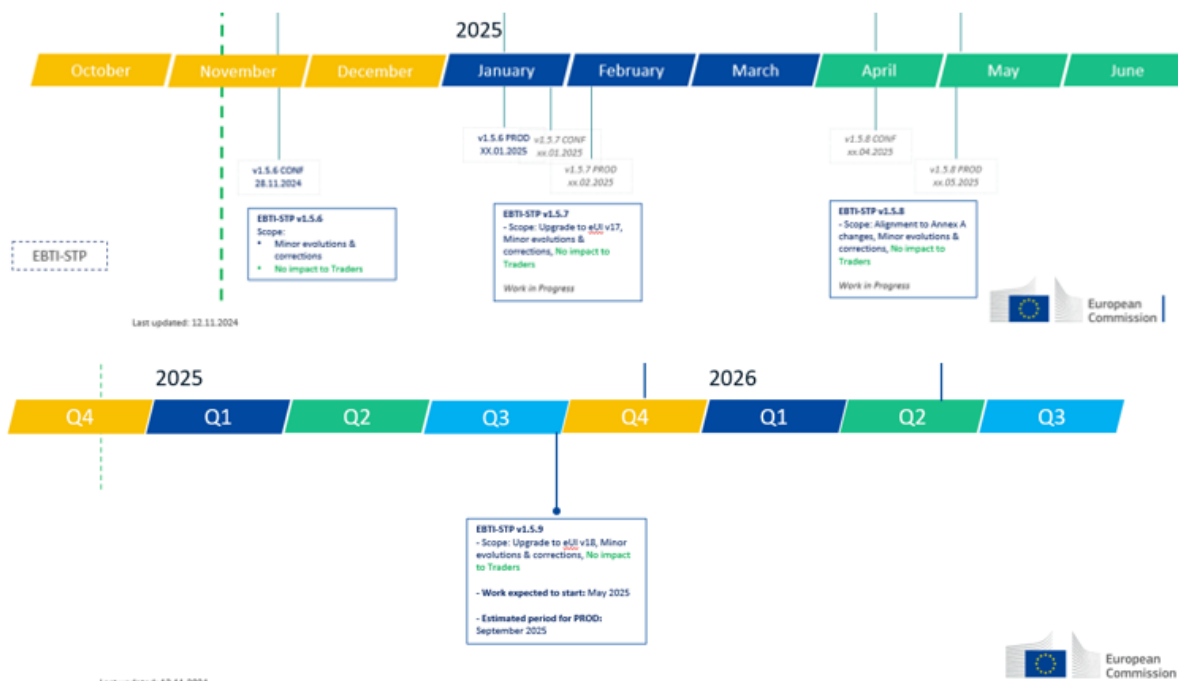 2025
October
November
December
January
February
March
April
May
June
v1.5.6 CONF
28.11.2024
v1.5.6 PROD
XX.01.2025
v1.5.7 CONF
xx.01.2025
v1.5.7 PROD
xx.02.2025
v1.5.8 CONF
xx.04.2025
v1.5.8 PROD
xx.05.2025
EBTI-STP
EBTI-STP v1.5.6
Scope:
• Minor evolutions &
corrections
• No impact to Traders
EBTI-STP v1.5.7
- Scope: Upgrade to eUI v17,
Minor evolutions &
corrections, No impact to
Traders
Work in Progress
EBTI-STP v1.5.8
- Scope: Alignment to Annex A
changes, Minor evolutions &
corrections, No impact to
Traders
Work in Progress
Last updated: 12.11.2024
European
Commission
2025
2026
Q4
Q1
Q2
Q3
Q4
Q1
Q2
Q3
EBTI-STP v1.5.9
- Scope: Upgrade to eUI v18, Minor
evolutions & corrections, No impact
to Traders
- Work expected to start: May 2025
- Estimated period for PROD:
September 2025
European
Commission